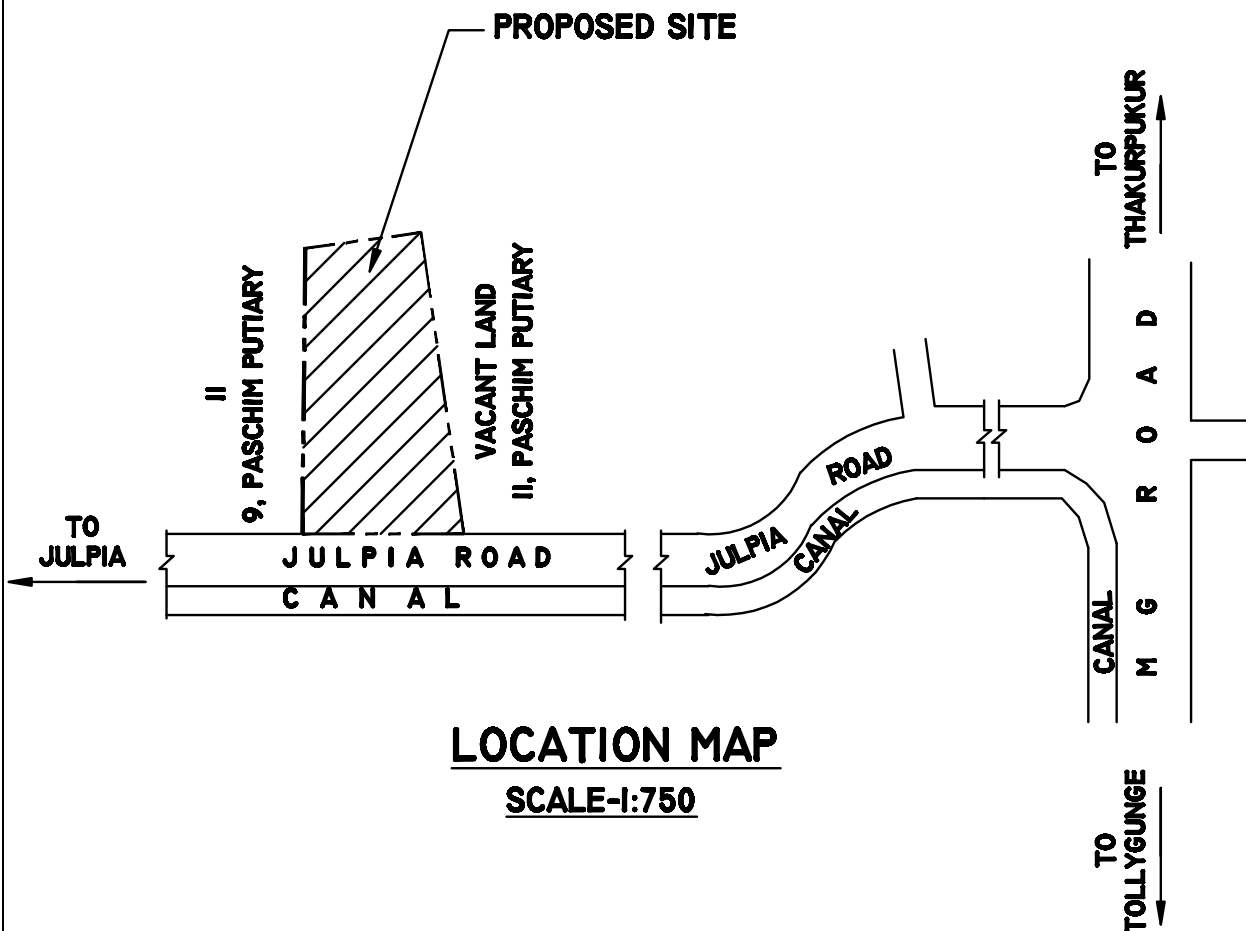 PROPOSED SITE
TO
THAKURPUKUR
II
9, PASCHIM PUTIARY
VACANT LAND
II, PASCHIM PUTIARY
M G ROAD
ROAD
JULPIA
CANAL
TO
JULPIA
JULPIA ROAD
CANAL
CANAL
LOCATION MAP
SCALE-I:750
TO
TOLLYGUNGE